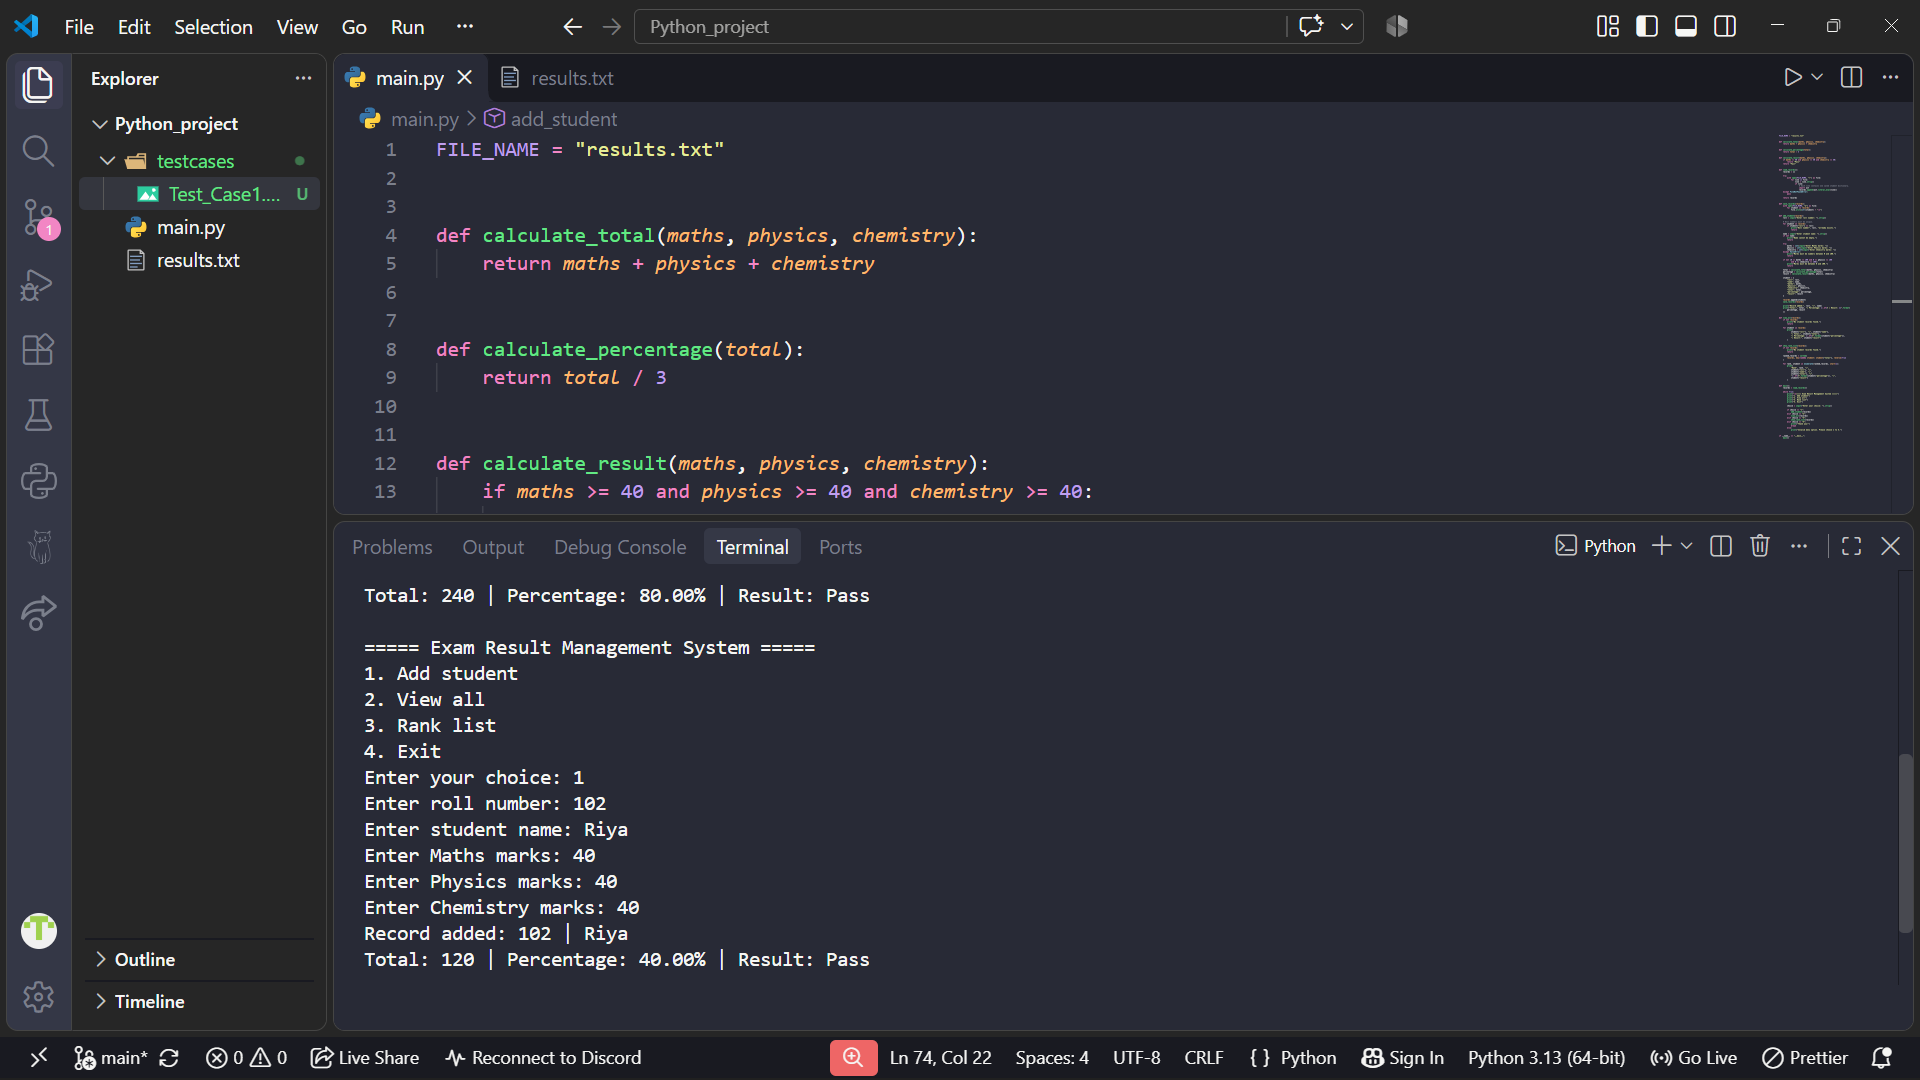 File Edit Selection View Go Run
Python_project
Explorer
Python_project
testcases
Test_Case1.... U
main.py
results.txt
1
Outline
Timeline
main.py
results.txt
main.py > add_student
1 FILE_NAME = "results.txt"
2
3
4 def calculate_total(maths, physics, chemistry):
5 return maths + physics + chemistry
6
7
8 def calculate_percentage(total):
9 return total / 3
10
11
12 def calculate_result(maths, physics, chemistry):
13 if maths >= 40 and physics >= 40 and chemistry >= 40:
Problems Output Debug Console Terminal Ports
Python
Total: 240 | Percentage: 80.00% | Result: Pass
===== Exam Result Management System =====
1. Add student
2. View all
3. Rank list
4. Exit
Enter your choice: 1
Enter roll number: 102
Enter student name: Riya
Enter Maths marks: 40
Enter Physics marks: 40
Enter Chemistry marks: 40
Record added: 102 | Riya
Total: 120 | Percentage: 40.00% | Result: Pass
main* 0 0 Live Share Reconnect to Discord Ln 74, Col 22 Spaces: 4 UTF-8 CRLF { } Python Sign In Python 3.13 (64-bit) Go Live Prettier